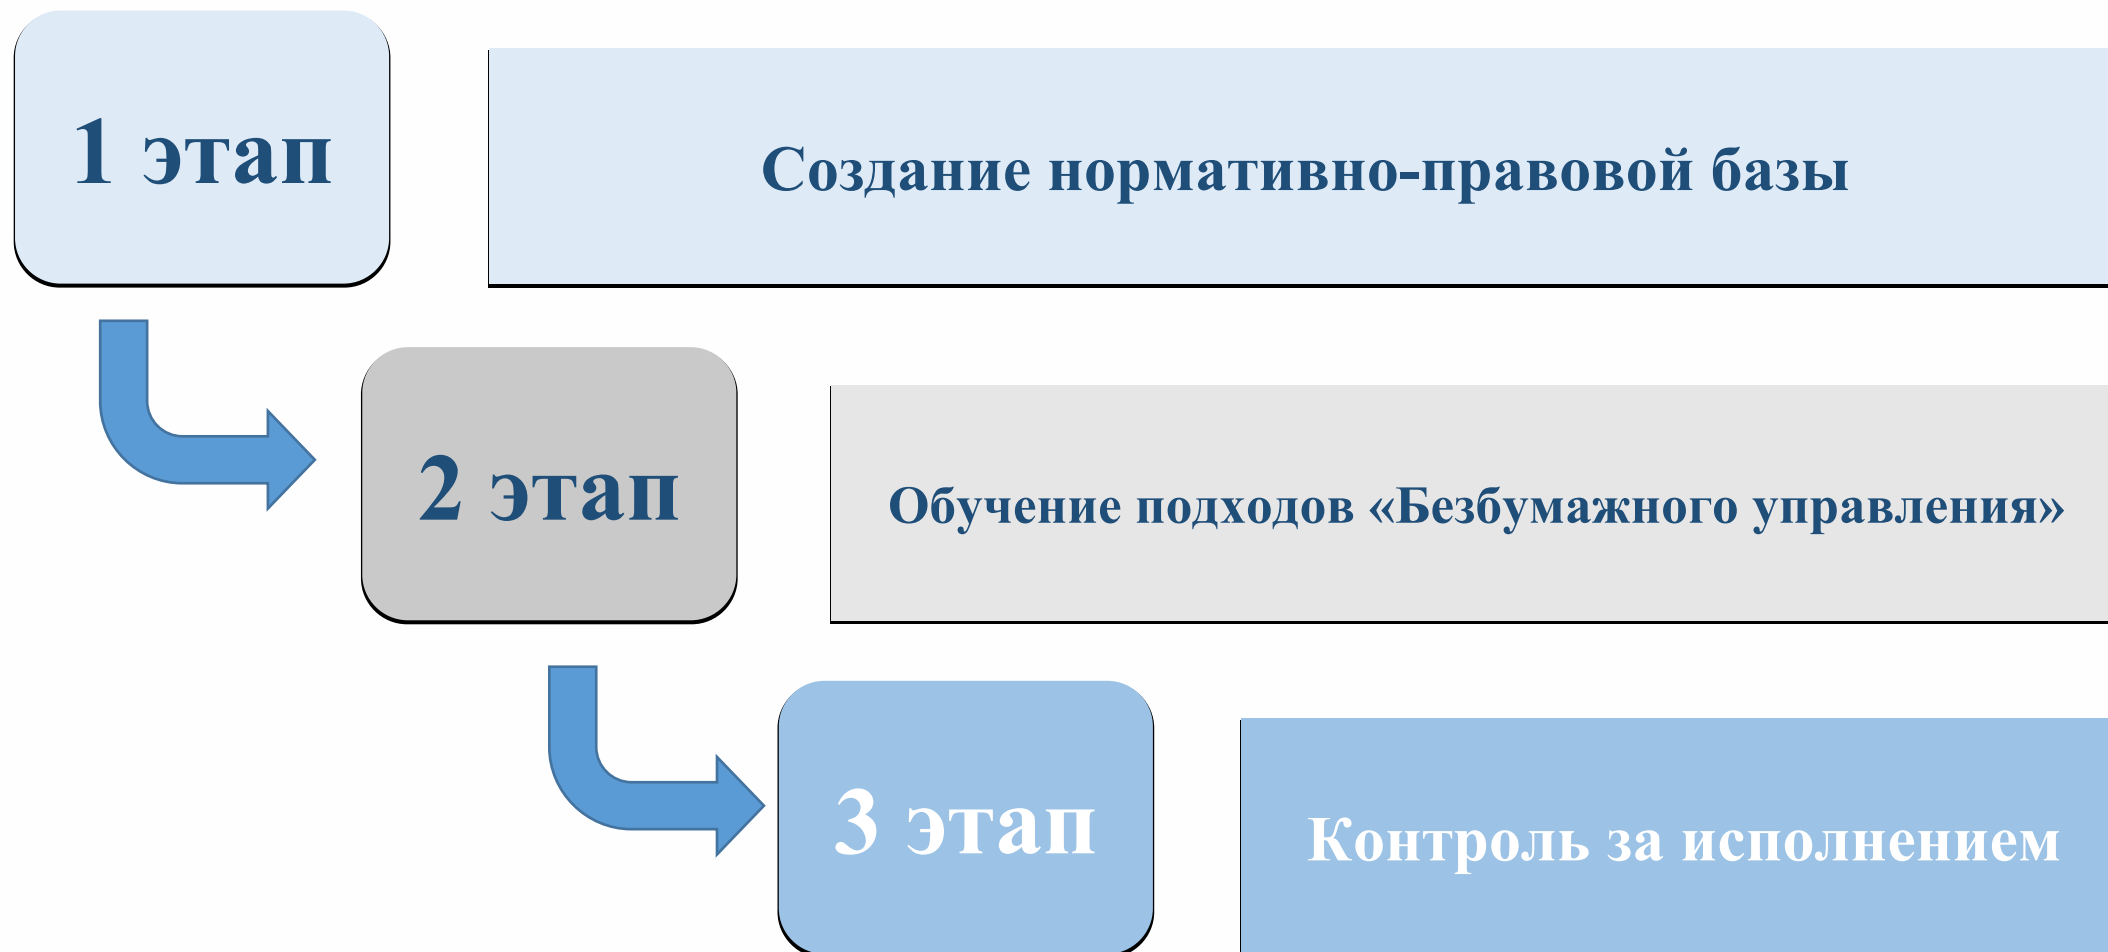 1 этап
Создание нормативно-правовой базы
2 этап
Обучение подходов «Безбумажного управления»
3 этап
Контроль за исполнением